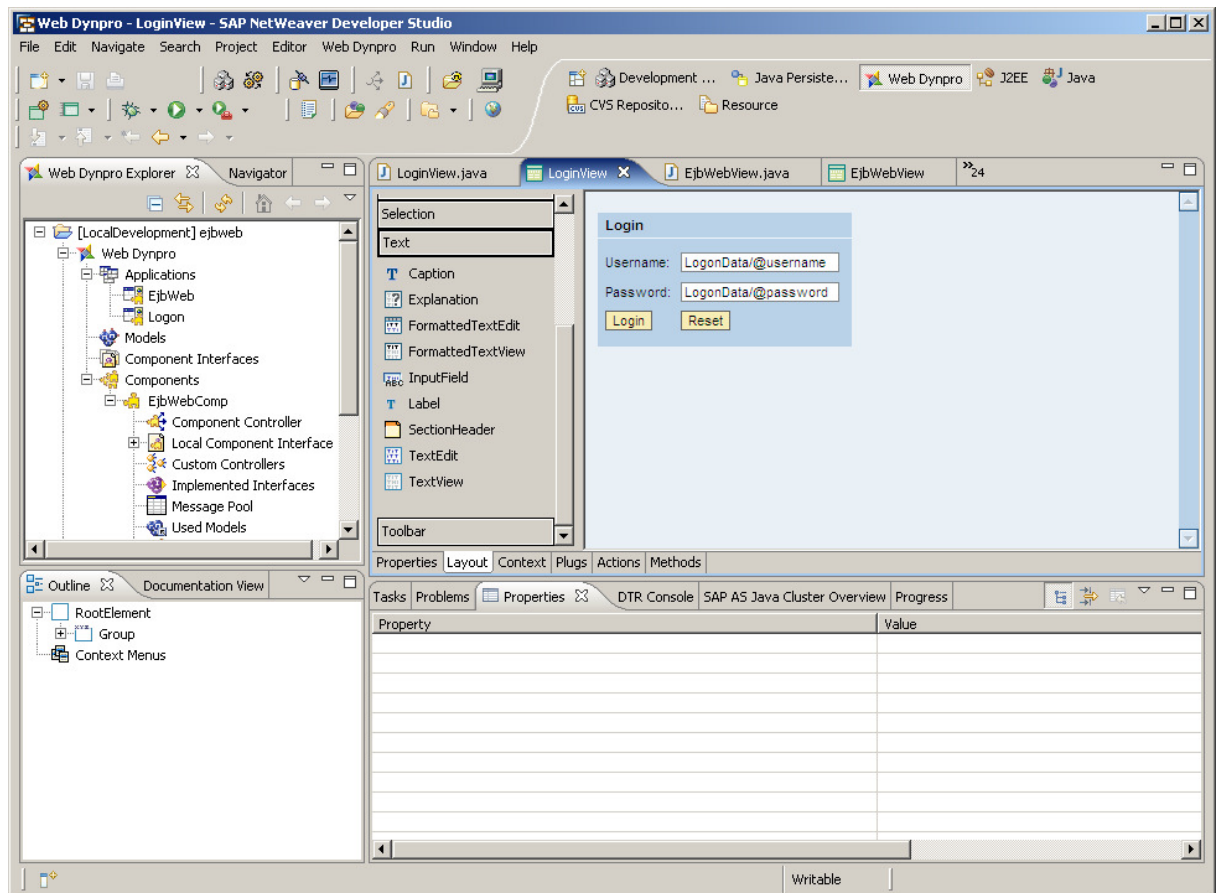 Web Dynpro - LoginView - SAP NetWeaver Developer Studio
File Edit Navigate Search Project Editor Web Dynpro Run Window Help
Development ... Java Persiste... Web Dynpro J2EE Java
CVS Reposito... Resource
Web Dynpro Explorer Navigator
[LocalDevelopment] ejbweb
Web Dynpro
Applications
EjbWeb
Logon
Models
Component Interfaces
Components
EjbWebComp
Component Controller
Local Component Interface
Custom Controllers
Implemented Interfaces
Message Pool
Used Models
LoginView.java LoginView EjbWebView.java EjbWebView »24
Selection
Text
Caption
Explanation
FormattedTextEdit
FormattedTextView
InputField
Label
SectionHeader
TextEdit
TextView
Toolbar
Login
Username: LogonData/@username
Password: LogonData/@password
Login Reset
Properties Layout Context Plugs Actions Methods
Outline Documentation View
RootElement
Group
Context Menus
Tasks Problems Properties DTR Console SAP AS Java Cluster Overview Progress
Property Value
Writable